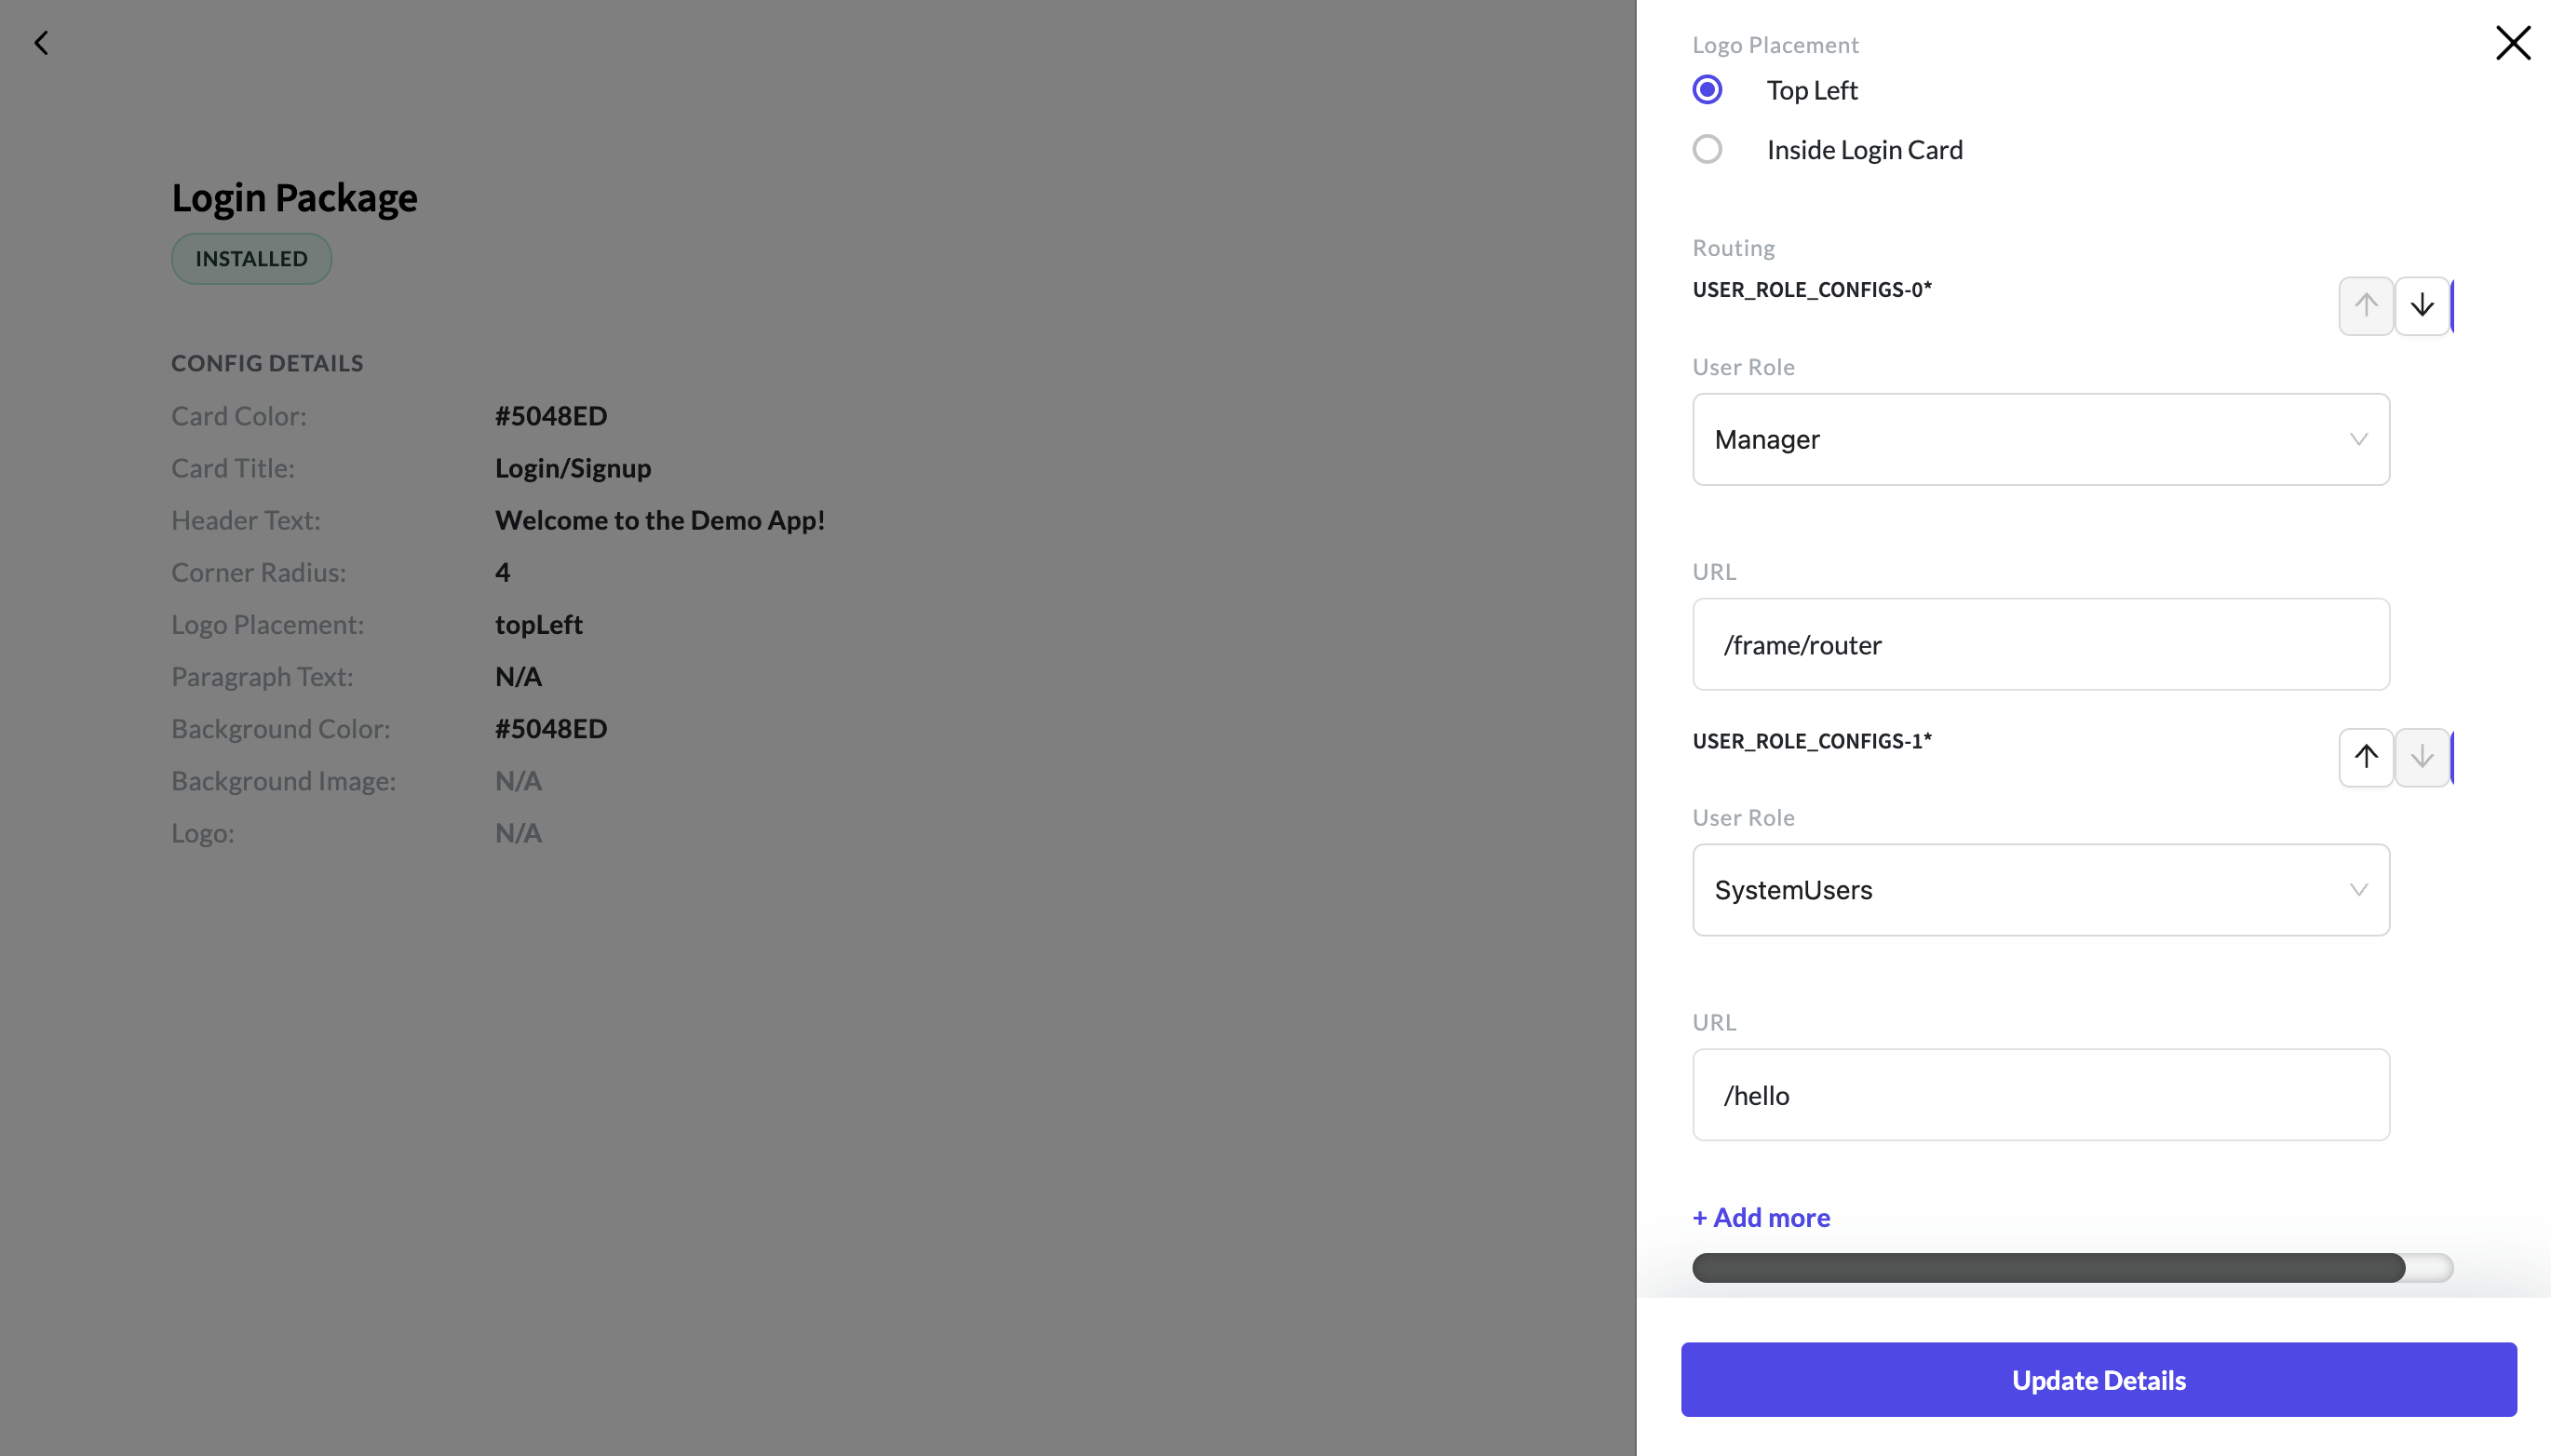 Login Package
INSTALLED
CONFIG DETAILS
Card Color: #5048ED
Card Title: Login/Signup
Header Text: Welcome to the Demo App!
Corner Radius: 4
Logo Placement: topLeft
Paragraph Text: N/A
Background Color: #5048ED
Background Image: N/A
Logo: N/A
Logo Placement
Top Left
Inside Login Card
Routing
USER_ROLE_CONFIGS-0*
User Role
Manager
URL
/frame/router
USER_ROLE_CONFIGS-1*
User Role
SystemUsers
URL
/hello
+ Add more
Update Details